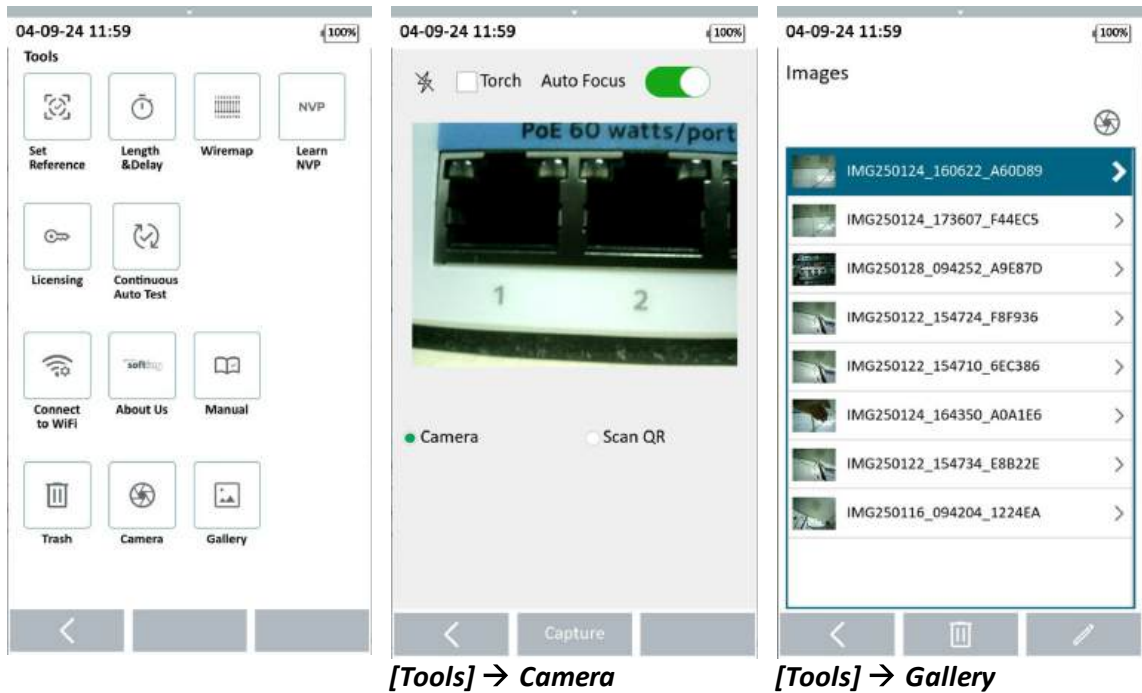 04-09-24 11:59
100%
Tools
Set
Reference
Length
&Delay
Wiremap
NVP
Learn
NVP
Licensing
Continuous
Auto Test
Connect
to WiFi
About Us
Manual
Trash
Camera
Gallery
04-09-24 11:59
100%
Torch
Auto Focus
PoE 60 watts/port
1
2
Camera
Scan QR
Capture
[Tools] → Camera
04-09-24 11:59
100%
Images
IMG250124_160622_A60D89
IMG250124_173607_F44EC5
IMG250128_094252_A9E87D
IMG250122_154724_F8F936
IMG250122_154710_6EC386
IMG250124_164350_A0A1E6
IMG250122_154734_E8B22E
IMG250116_094204_1224EA
[Tools] → Gallery